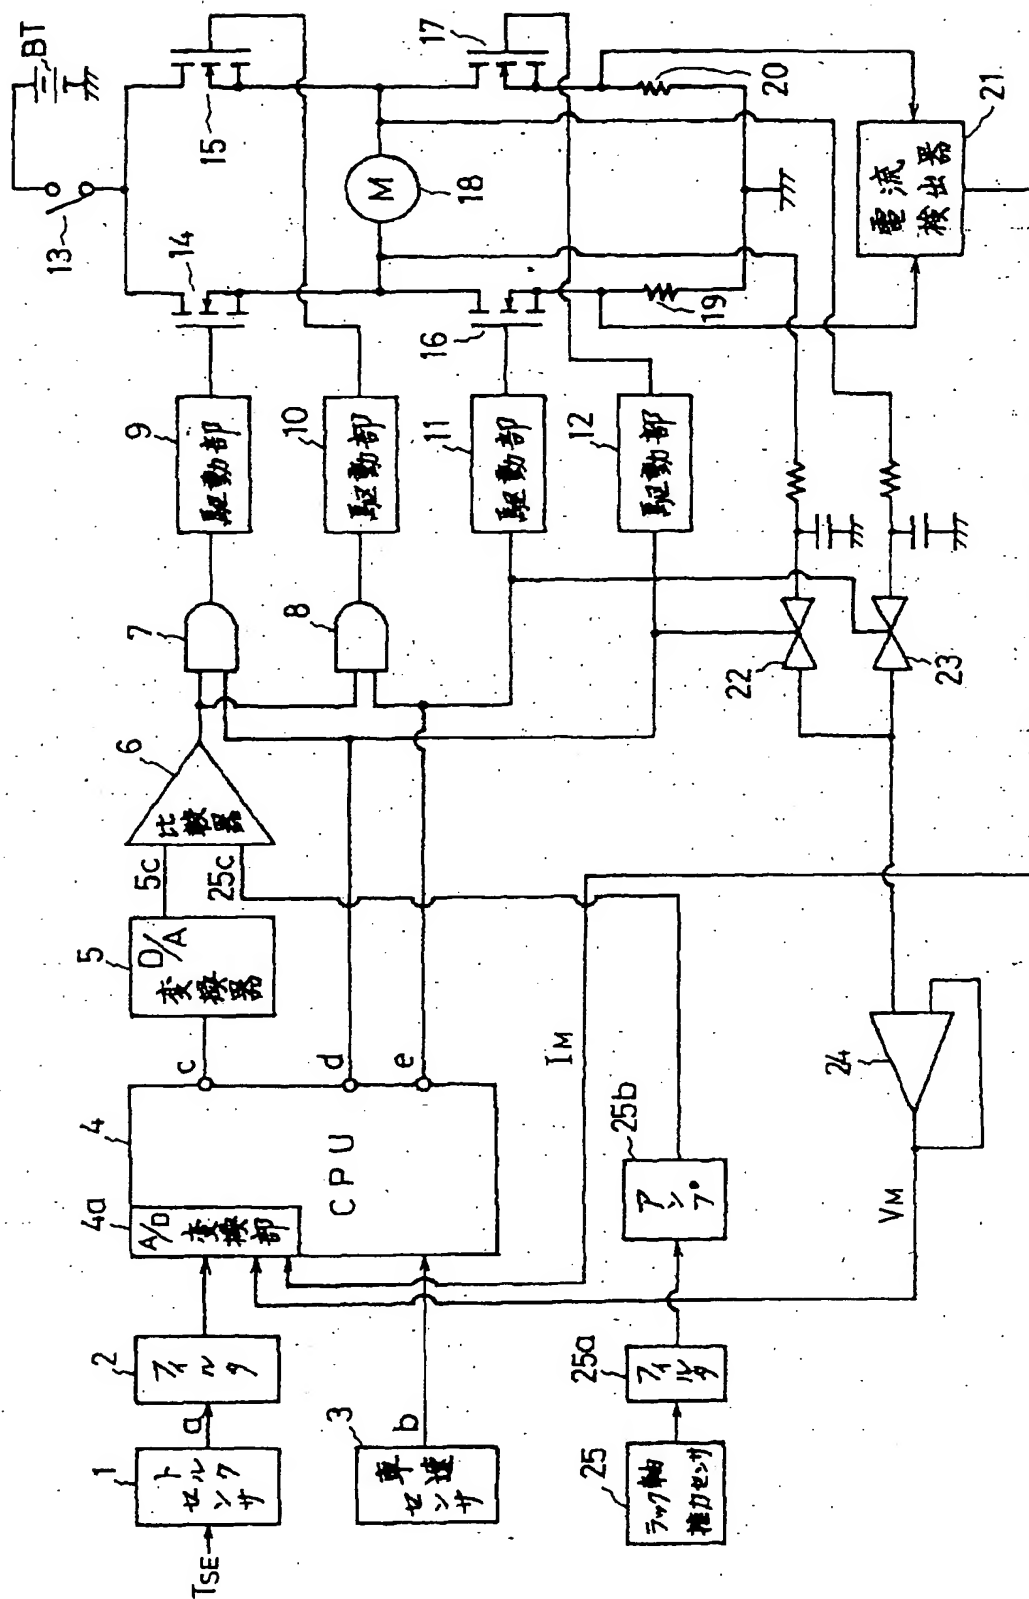 TSE
1
トルク
センサ
a
2
フィルタ
4a
A/D
変換部
4
CPU
3
車速
センサ
b
c
d
e
5
D/A
変換器
5c
25c
6
比較器
7
8
9
駆動部
10
駆動部
11
駆動部
12
駆動部
13
BT
14
15
16
17
M
18
19
20
21
電流
検出器
22
23
24
VM
IM
25
ラック軸
推力センサ
25a
フィルタ
25b
アンプ